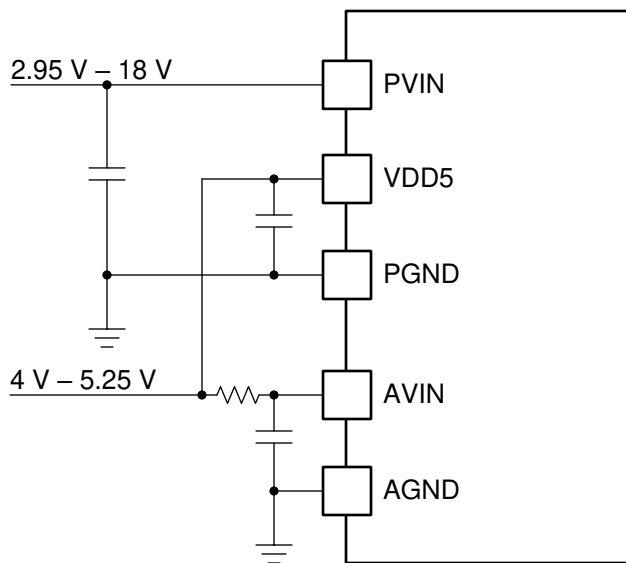 2.95 V – 18 V
PVIN
VDD5
PGND
4 V – 5.25 V
AVIN
AGND